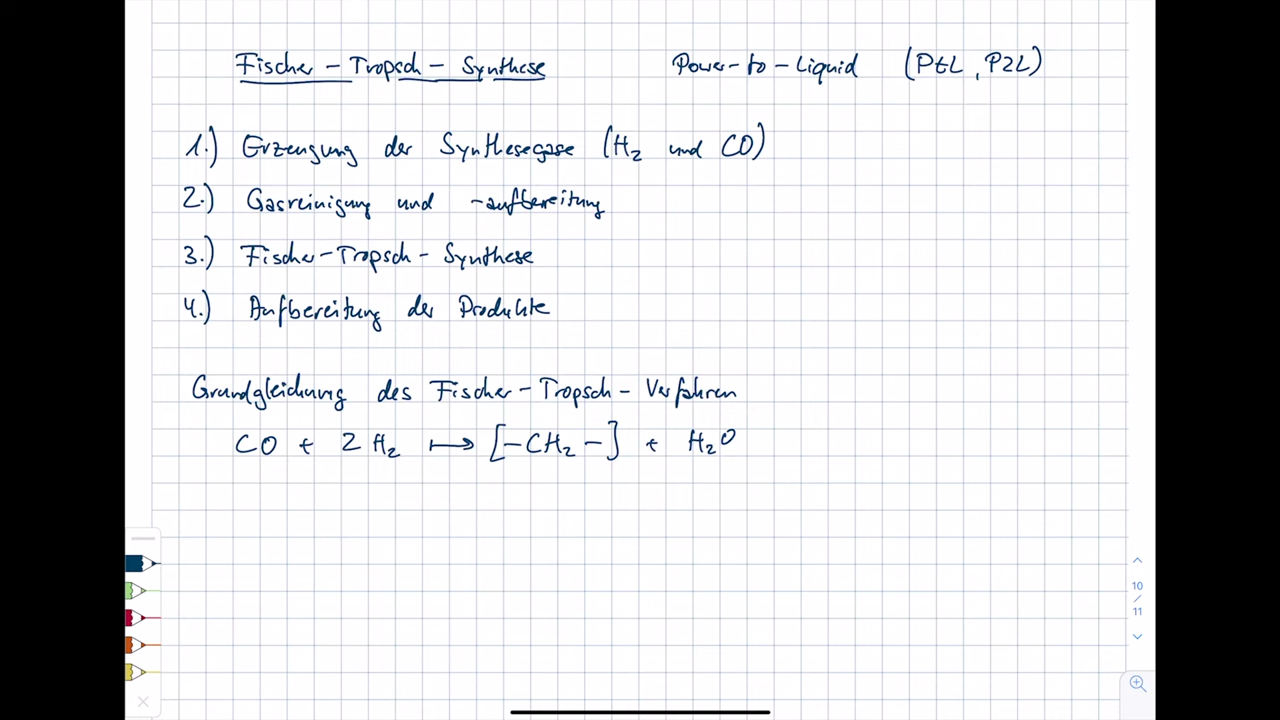 Fischer-Tropsch-Synthese Power-to-Liquid (PtL, P2L)
1.) Erzeugung der Synthesegase (H₂ und CO)
2.) Gasreinigung und -aufbereitung
3.) Fischer-Tropsch-Synthese
4.) Aufbereitung der Produkte
Grundgleichung des Fischer-Tropsch-Verfahren
CO + 2 H₂ ↦ [-CH₂-] + H₂O
10
/
11